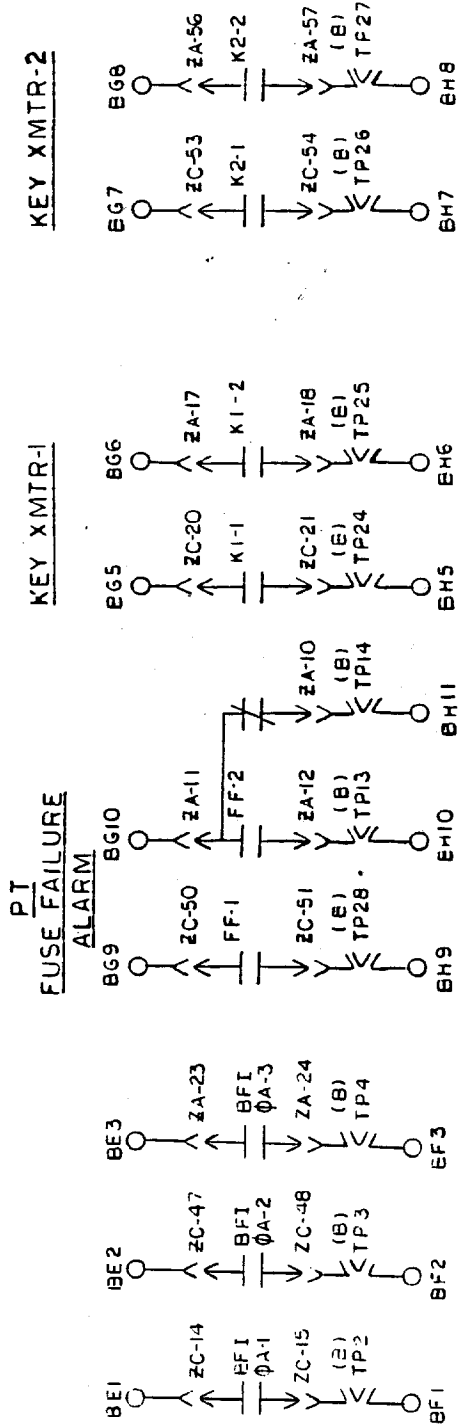 PT
FUSE FAILURE
ALARM
KEY XMTR-1
KEY XMTR-2
BE1 BE2 BE3 BG9 BG10 BG5 BG6 BG7 BG8
ZC-14 ZC-47 ZA-23 ZC-50 ZA-11 ZC-20 ZA-17 ZC-53 ZA-56
BFI BFI BFI FF-1 FF-2 K1-1 K1-2 K2-1 K2-2
ØA-1 ØA-2 ØA-3
ZC-15 ZC-48 ZA-24 ZC-51 ZA-12 ZA-10 ZC-21 ZA-18 ZC-54 ZA-57
(B) (B) (B) (B) (B) (B) (B) (B) (B) (B)
TP2 TP3 TP4 TP28 TP13 TP14 TP24 TP25 TP26 TP27
BF1 BF2 BF3 BH9 BH10 BH11 BH5 BH6 BH7 BH8